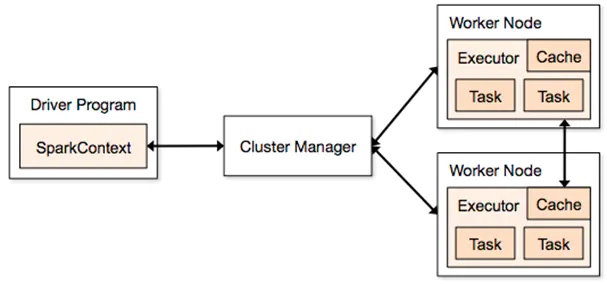 Driver Program
SparkContext
Cluster Manager
Worker Node
Executor
Cache
Task
Task
Worker Node
Executor
Cache
Task
Task